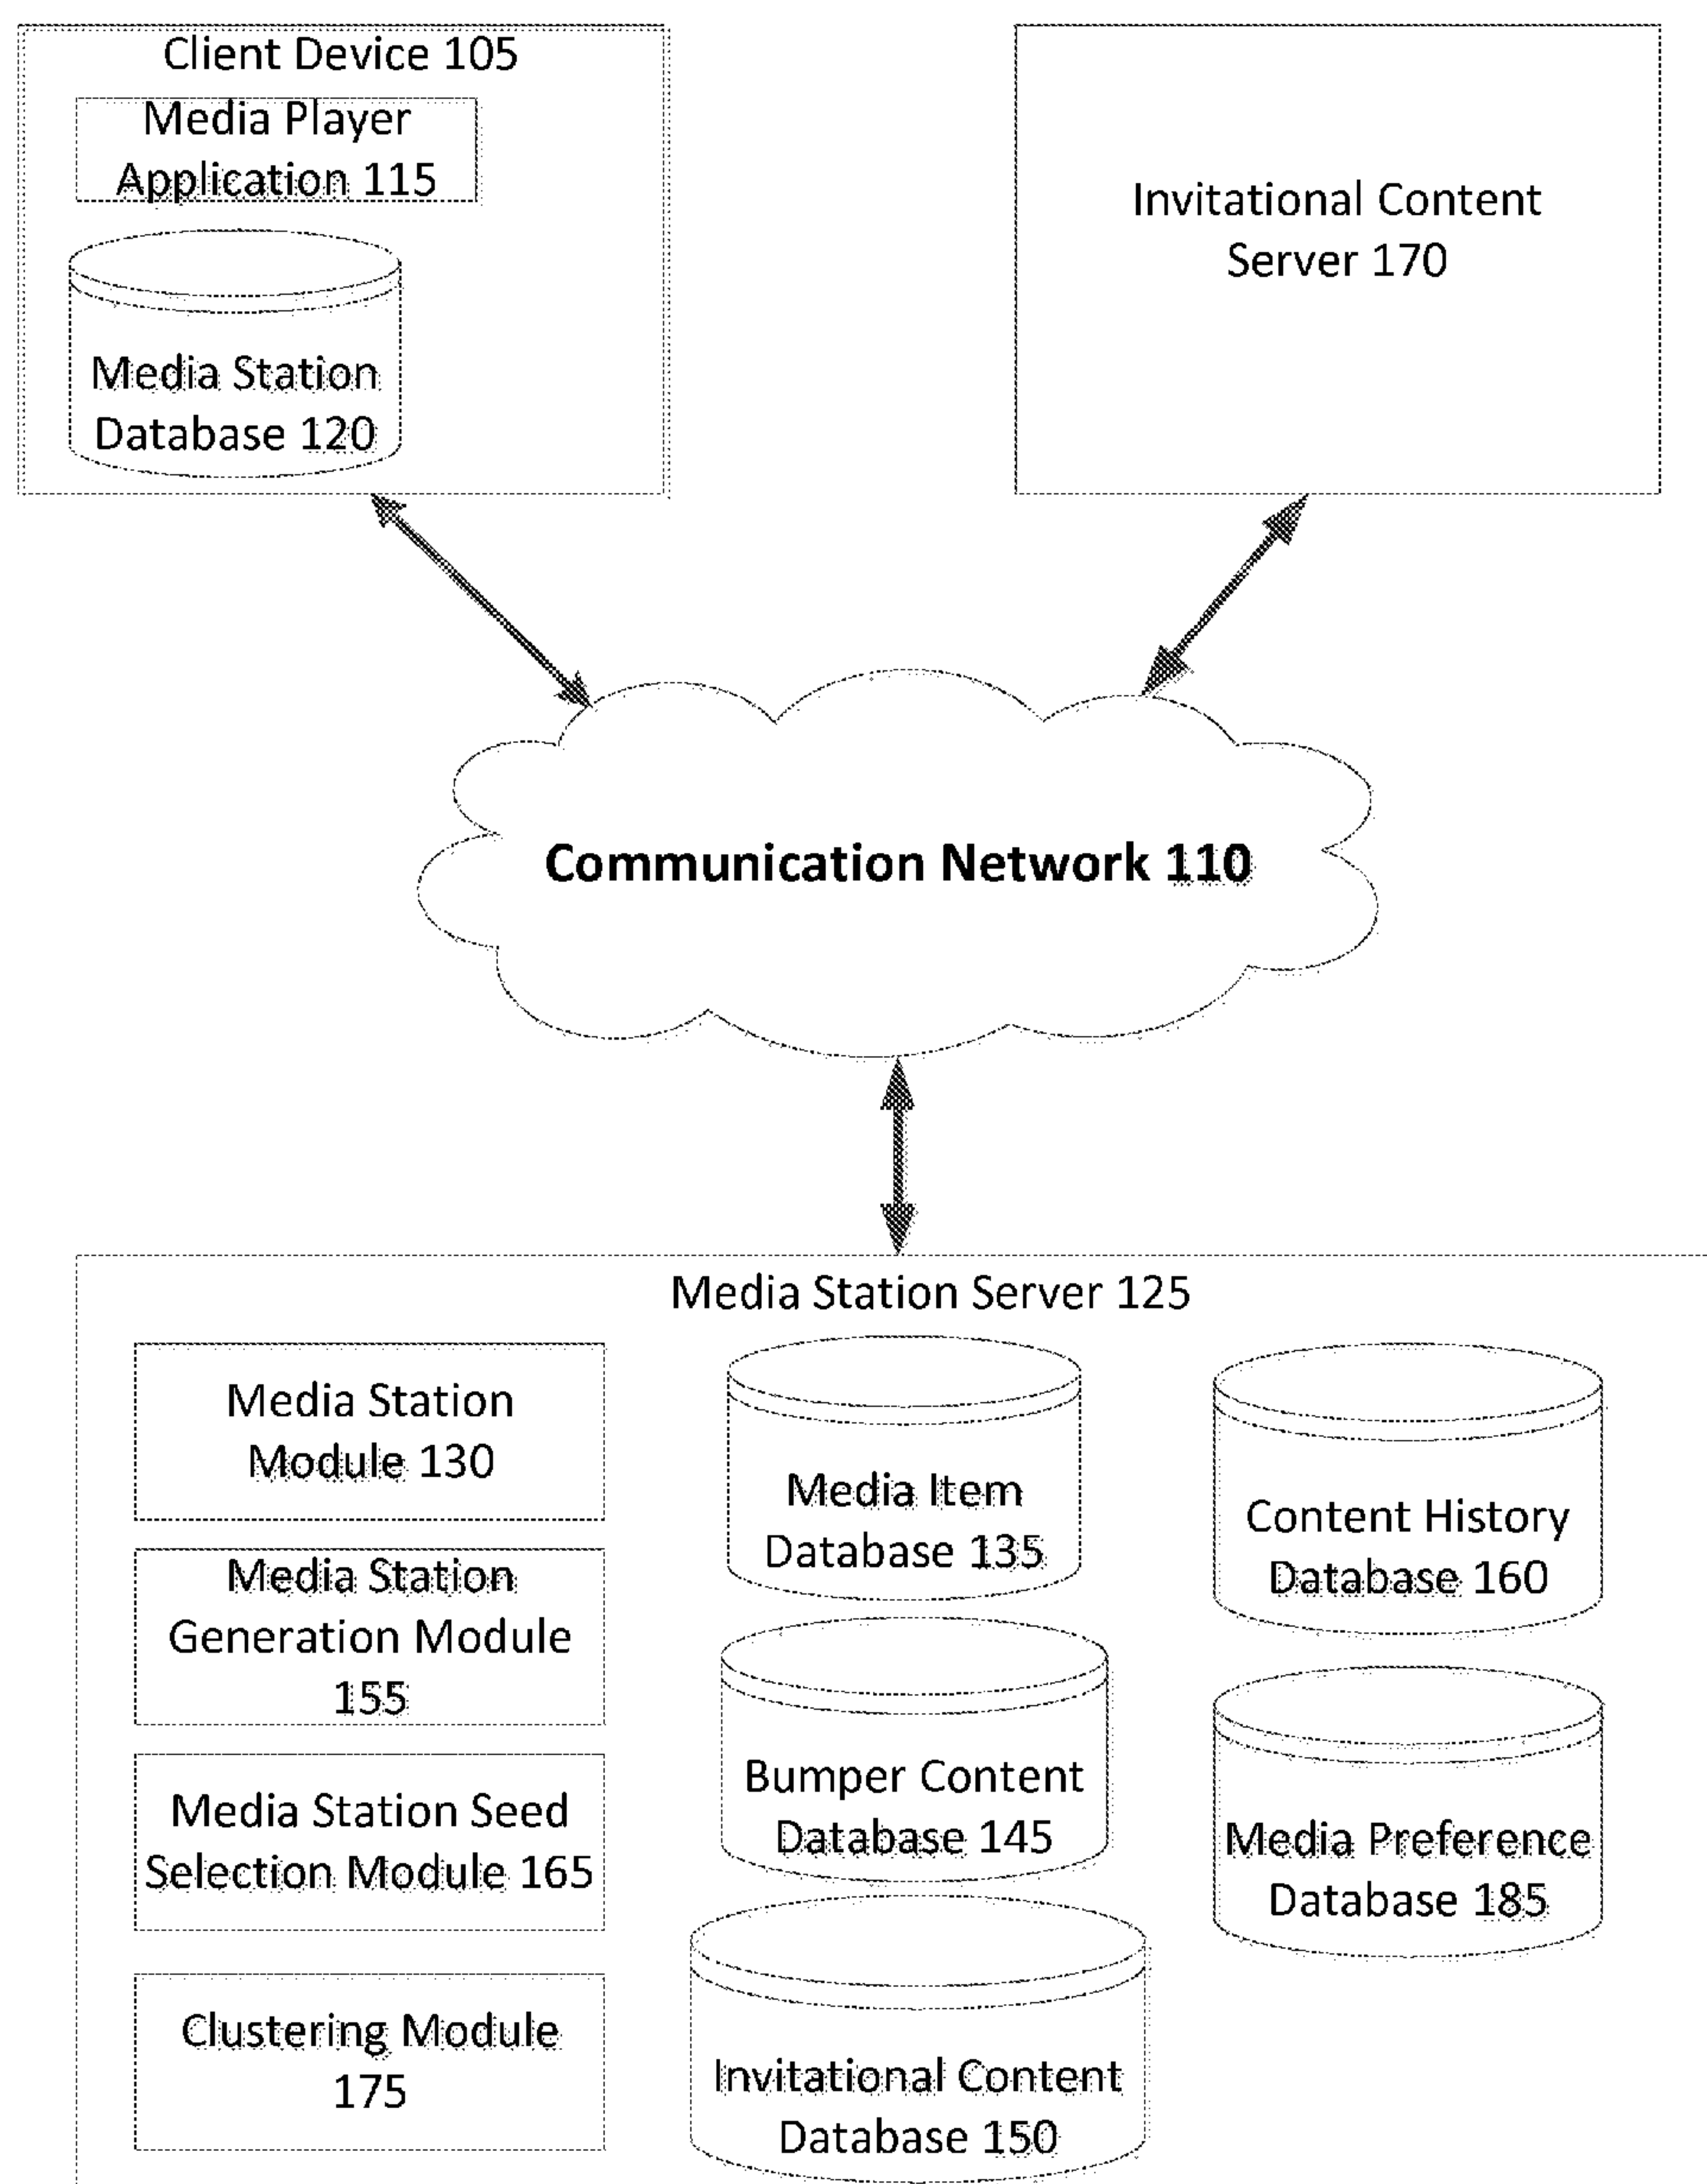 Client Device 105
Media Player
Application 115
Media Station
Database 120
Invitational Content
Server 170
Communication Network 110
Media Station Server 125
Media Station
Module 130
Media Station
Generation Module
155
Media Station Seed
Selection Module 165
Clustering Module
175
Media Item
Database 135
Bumper Content
Database 145
Invitational Content
Database 150
Content History
Database 160
Media Preference
Database 185